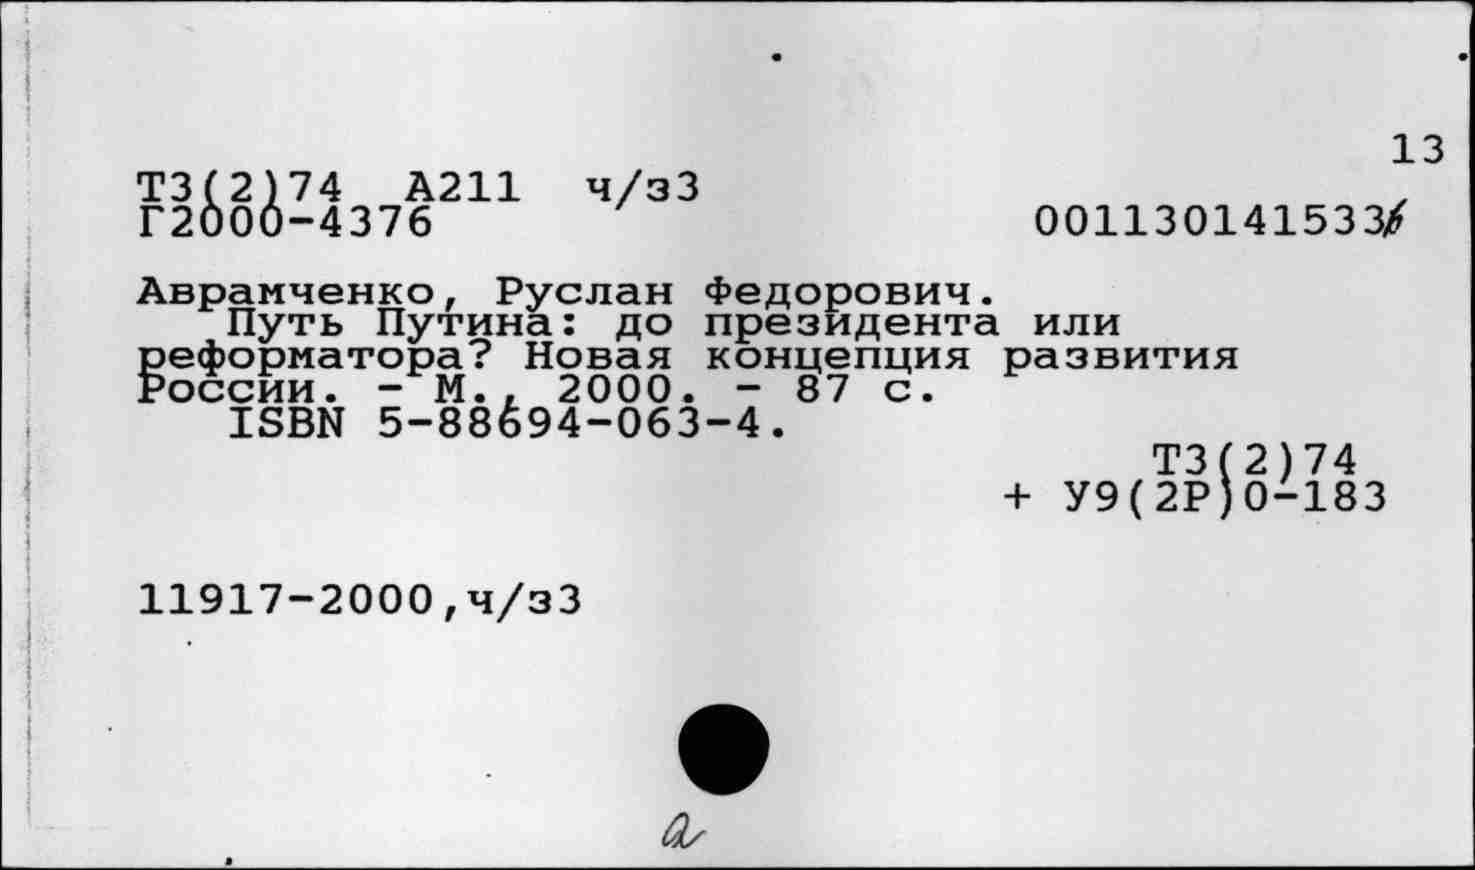 13
Т3(2)74 А211 ч/з3
Г2000-4376
001130141533
Аврамченко, Руслан Федорович.
Путь Путина: до президента или
реформатора? Новая концепция развития
России. - М., 2000. - 87 с.
ISBN 5-88694-063-4.
Т3(2)74
+ У9(2Р)0-183
11917-2000,ч/з3
а